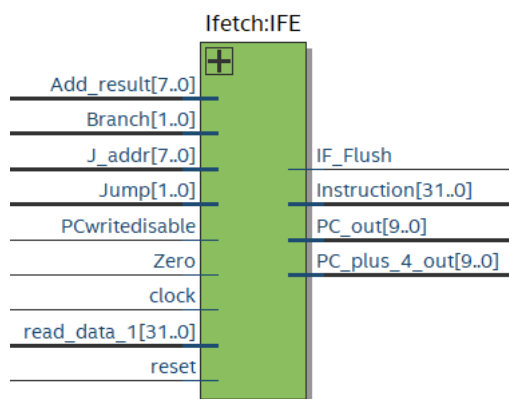 Ifetch:IFE
Add_result[7..0]
Branch[1..0]
J_addr[7..0]
Jump[1..0]
PCwritedisable
Zero
clock
read_data_1[31..0]
reset
IF_Flush
Instruction[31..0]
PC_out[9..0]
PC_plus_4_out[9..0]